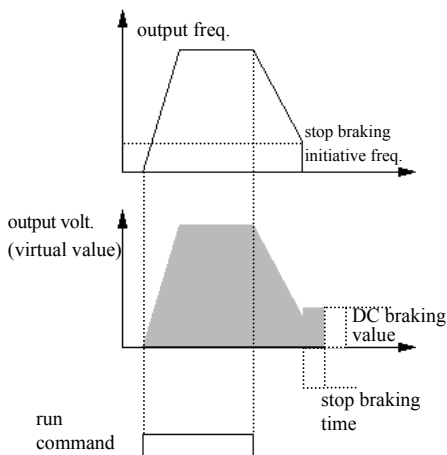 output freq.
stop braking
initiative freq.
output volt.
(virtual value)
DC braking
value
stop braking
time
run
command